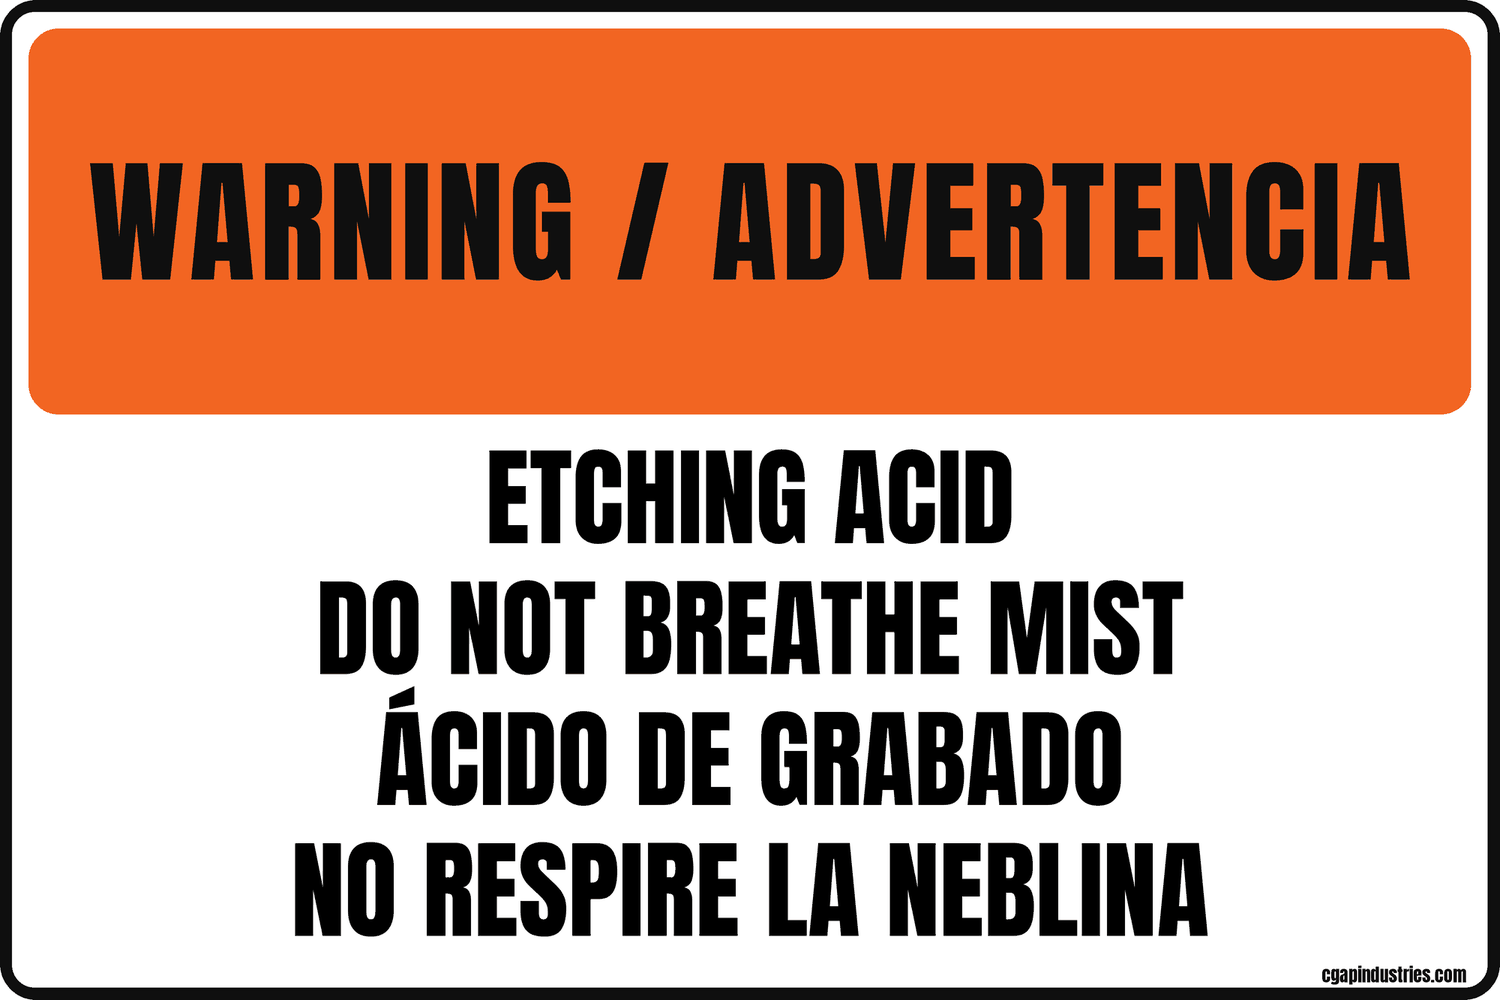 WARNING / ADVERTENCIA
ETCHING ACID
DO NOT BREATHE MIST
ÁCIDO DE GRABADO
NO RESPIRE LA NEBLINA
cgapindustries.com